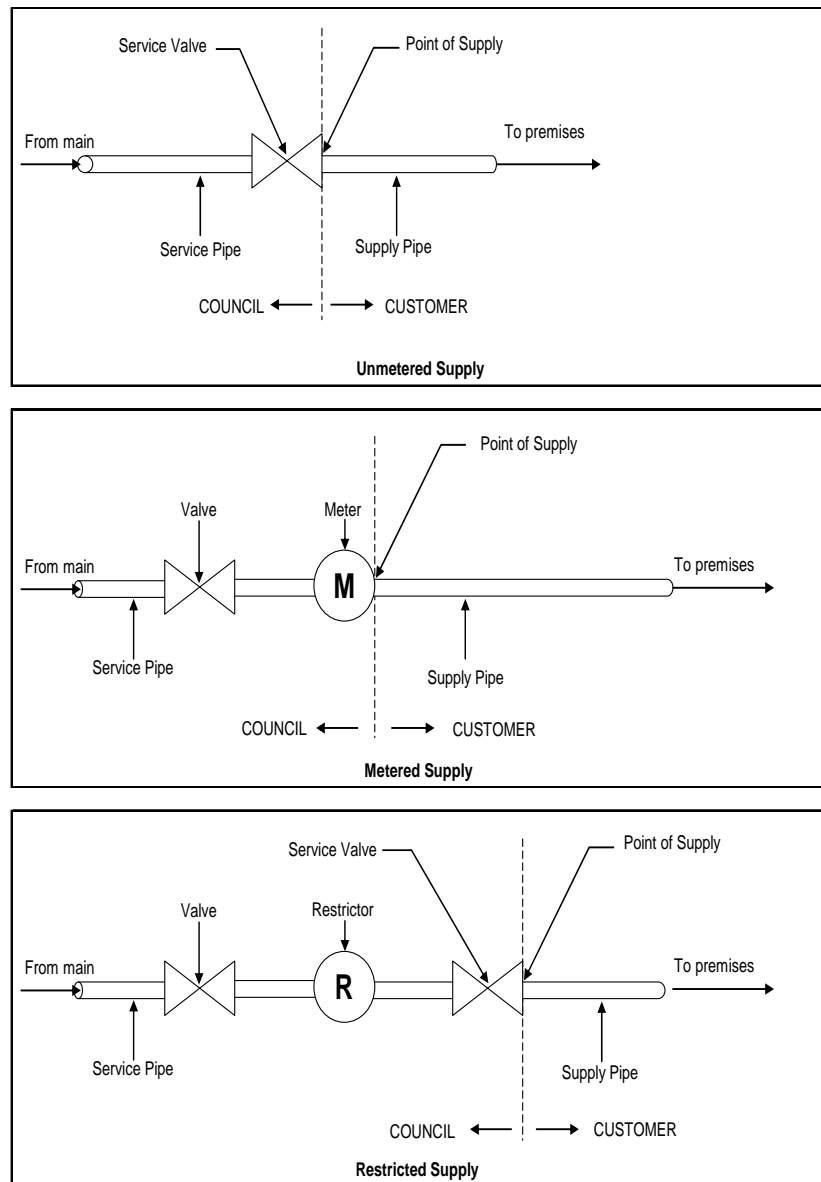 Service Valve
Point of Supply
From main
To premises
Service Pipe
Supply Pipe
COUNCIL
CUSTOMER
Unmetered Supply
Point of Supply
Valve
Meter
From main
M
To premises
Service Pipe
Supply Pipe
COUNCIL
CUSTOMER
Metered Supply
Service Valve
Point of Supply
Valve
Restrictor
From main
R
To premises
Service Pipe
Supply Pipe
COUNCIL
CUSTOMER
Restricted Supply